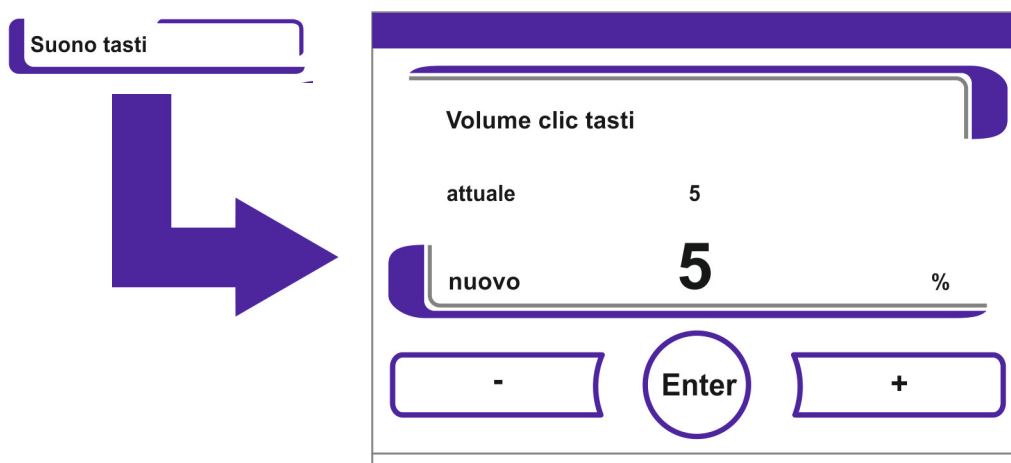 Suono tasti
Volume clic tasti
attuale 5
nuovo 5 %
- Enter +